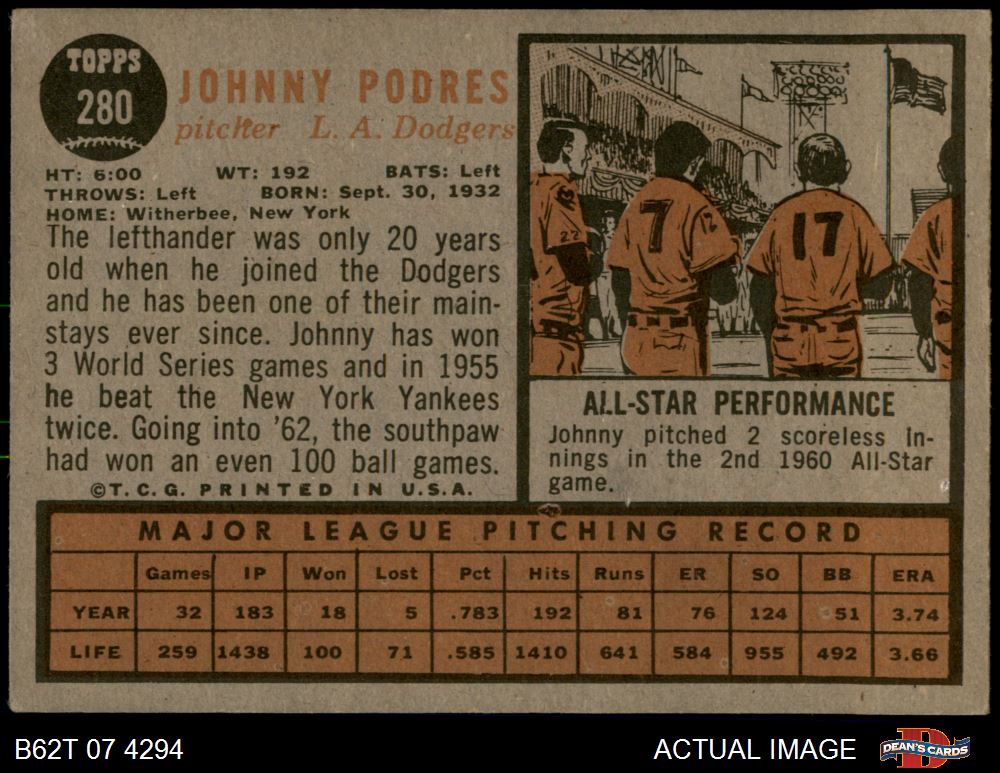 TOPPS
280
JOHNNY PODRES
pitcher L. A. Dodgers
HT: 6:00 WT: 192 BATS: Left
THROWS: Left BORN: Sept. 30, 1932
HOME: Witherbee, New York
The lefthander was only 20 years
old when he joined the Dodgers
and he has been one of their main-
stays ever since. Johnny has won
3 World Series games and in 1955
he beat the New York Yankees
twice. Going into '62, the southpaw
had won an even 100 ball games.
©T. C. G. PRINTED IN U.S.A.
13
22
7
12
17
ALL-STAR PERFORMANCE
Johnny pitched 2 scoreless in-
nings in the 2nd 1960 All-Star
game.
MAJOR LEAGUE PITCHING RECORD
Games IP Won Lost Pct Hits Runs ER SO BB ERA
YEAR 32 183 18 5 .783 192 81 76 124 51 3.74
LIFE 259 1438 100 71 .585 1410 641 584 955 492 3.66
B62T 07 4294 ACTUAL IMAGE DEAN'S CARDS